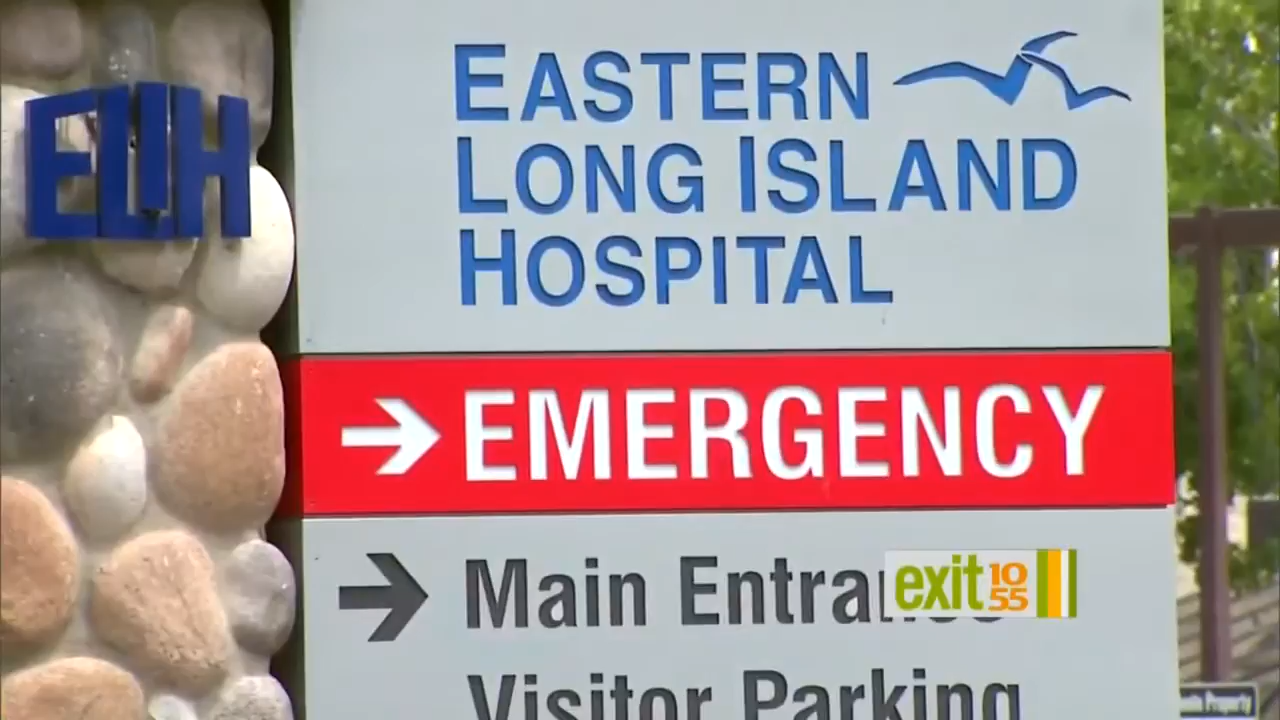 ELIH
EASTERN
LONG ISLAND
HOSPITAL
EMERGENCY
Main Entrance
exit 10
55
Visitor Parking